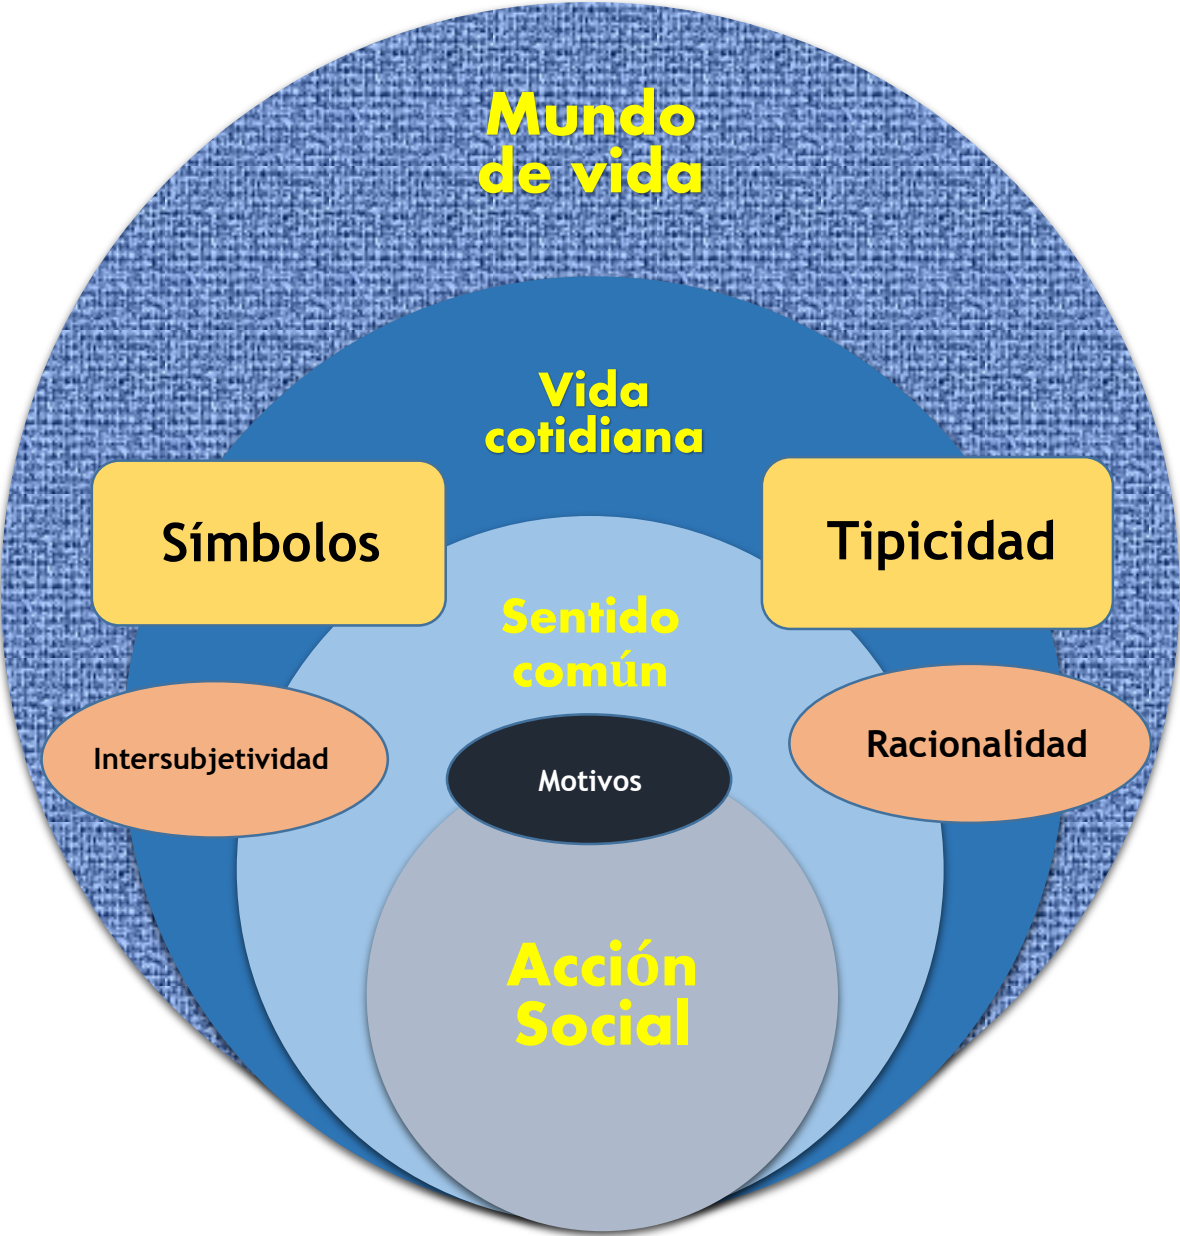 Mundo
de vida
Vida
cotidiana
Símbolos
Tipicidad
Sentido
común
Intersubjetividad
Racionalidad
Motivos
Acción
Social